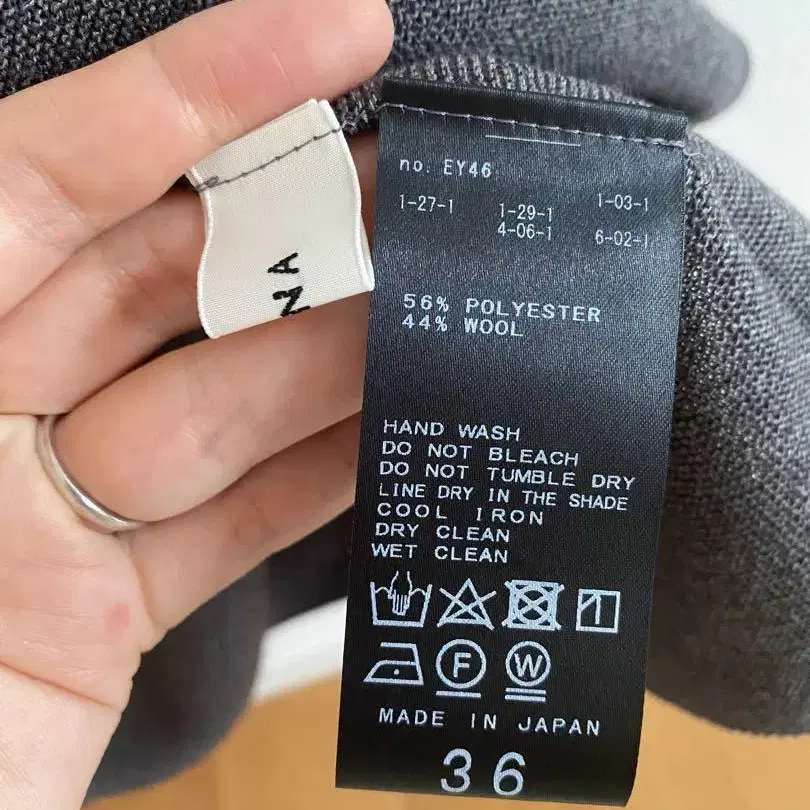 NA
no. EY46
1-27-1 1-29-1 1-03-1
4-06-1 6-02-1
56% POLYESTER
44% WOOL
HAND WASH
DO NOT BLEACH
DO NOT TUMBLE DRY
LINE DRY IN THE SHADE
COOL IRON
DRY CLEAN
WET CLEAN
F W
MADE IN JAPAN
36